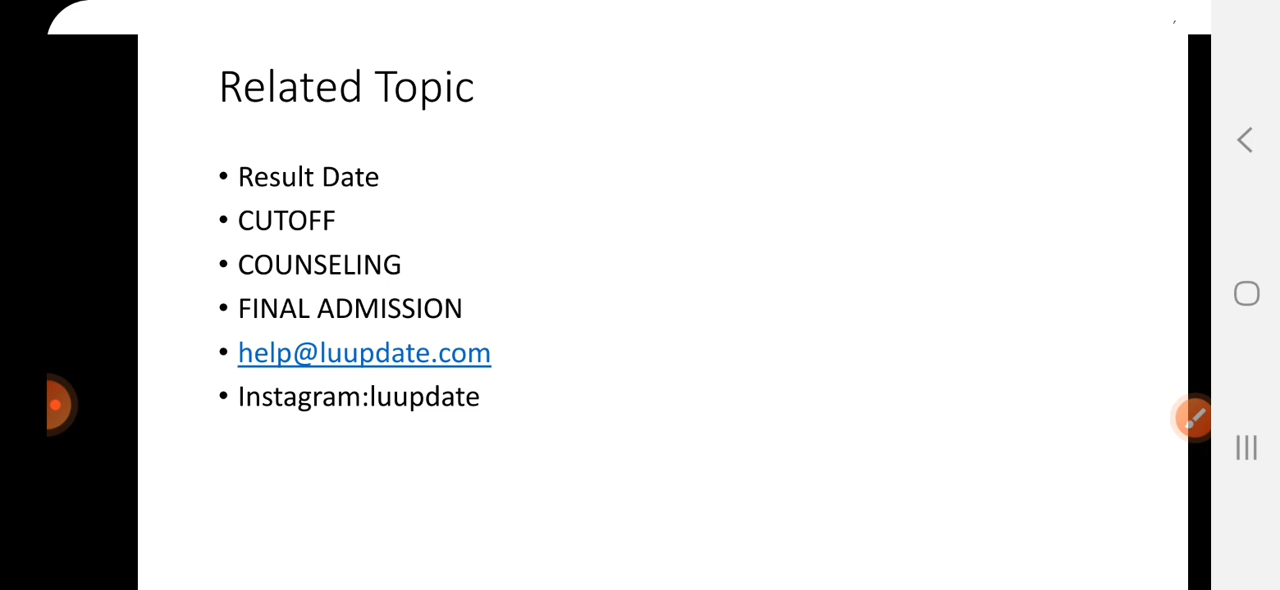 Related Topic
• Result Date
• CUTOFF
• COUNSELING
• FINAL ADMISSION
• help@luupdate.com
• Instagram:luupdate